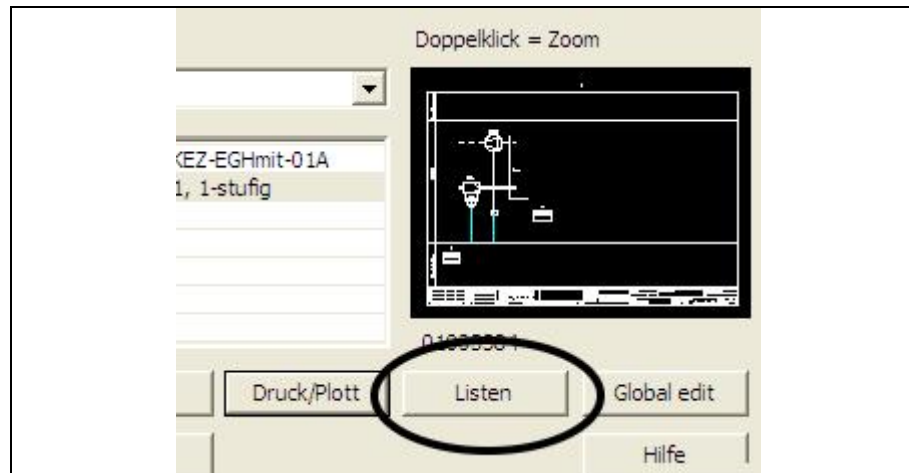 Doppelklick = Zoom
KEZ-EGHmit-01A
1, 1-stufig
Druck/Plott
Listen
Global edit
Hilfe